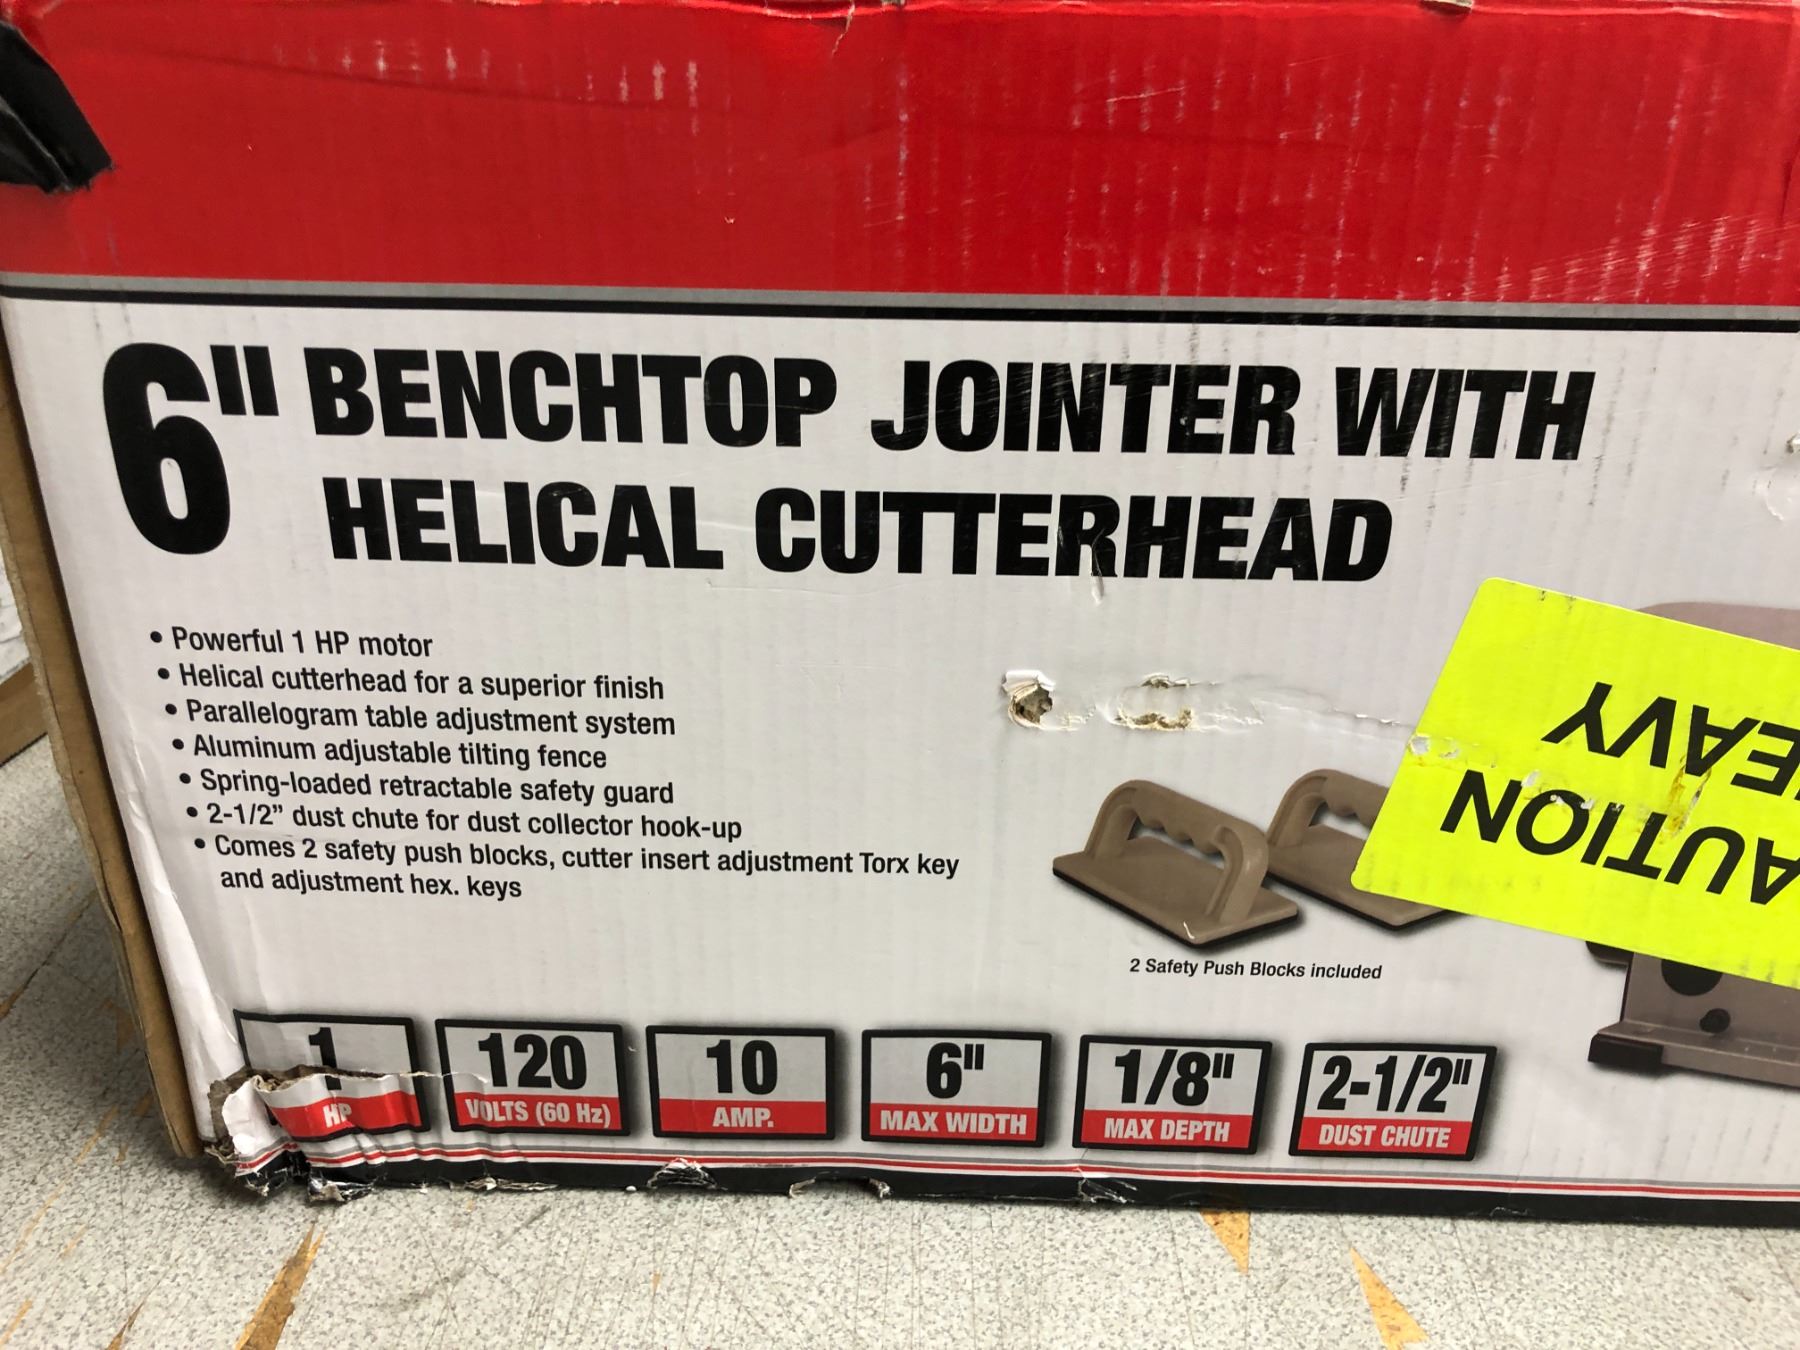 6" BENCHTOP JOINTER WITH
HELICAL CUTTERHEAD
• Powerful 1 HP motor
• Helical cutterhead for a superior finish
• Parallelogram table adjustment system
• Aluminum adjustable tilting fence
• Spring-loaded retractable safety guard
• 2-1/2” dust chute for dust collector hook-up
• Comes 2 safety push blocks, cutter insert adjustment Torx key
and adjustment hex. keys
2 Safety Push Blocks included
AUTION
EAVY
1
HP
120
VOLTS (60 Hz)
10
AMP.
6"
MAX WIDTH
1/8"
MAX DEPTH
2-1/2"
DUST CHUTE